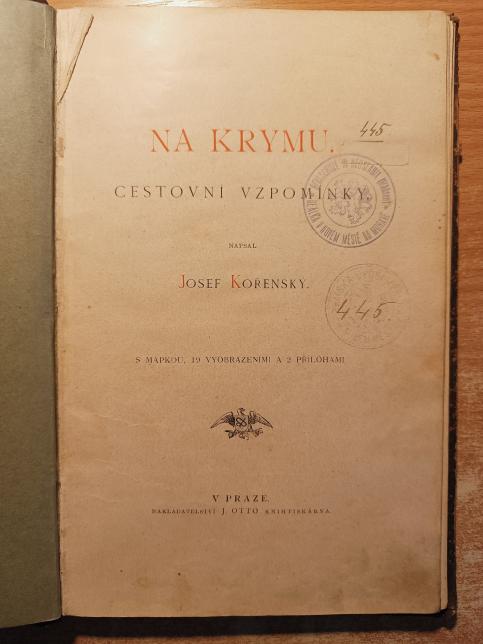 445
NA KRYMU.
CESTOVNÍ VZPOMÍNKY.
NAPSAL
JOSEF KOŘENSKÝ.
S MAPKOU, 19 VYOBRAZENÍMI A 2 PŘÍLOHAMI
445.
V PRAZE.
NAKLADATELSTVÍ J. OTTO KNIHTISKÁRNA.